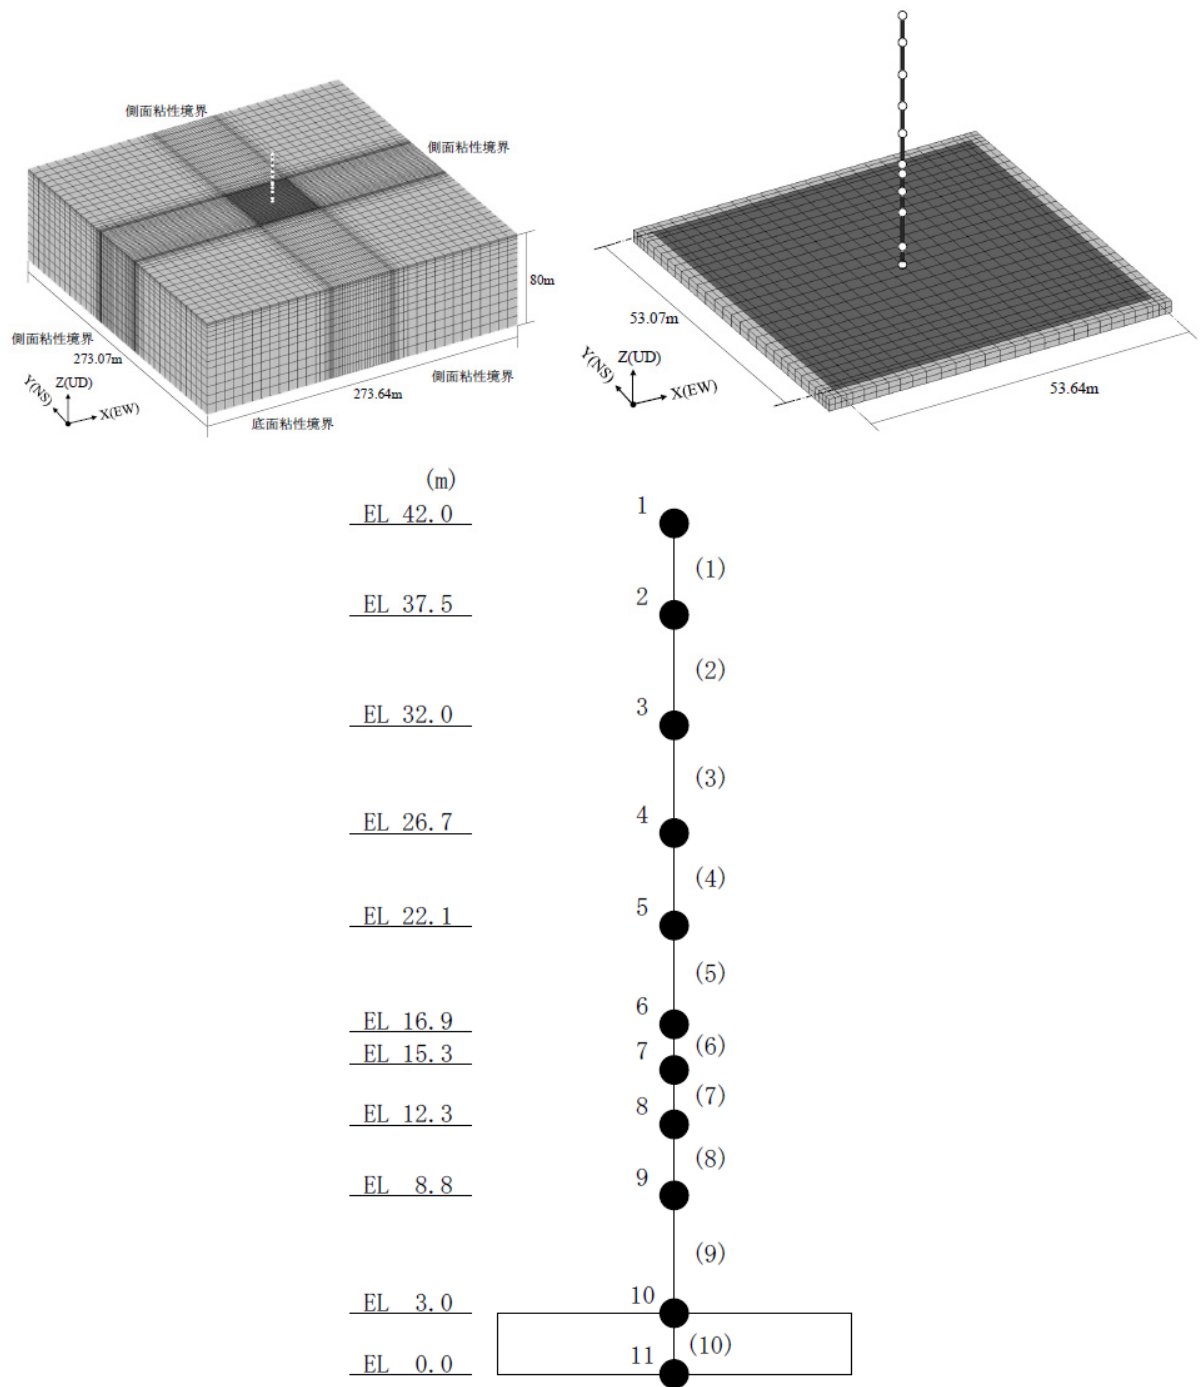 側面粘性境界
側面粘性境界
80m
側面粘性境界
273.07m
側面粘性境界
273.64m
底面粘性境界
Y(NS)
Z(UD)
X(EW)
53.07m
53.64m
Y(NS)
Z(UD)
X(EW)
(m)
EL 42.0
1
(1)
EL 37.5
2
(2)
EL 32.0
3
(3)
EL 26.7
4
(4)
EL 22.1
5
(5)
EL 16.9
6
(6)
EL 15.3
7
(7)
EL 12.3
8
(8)
EL 8.8
9
(9)
EL 3.0
10
(10)
EL 0.0
11